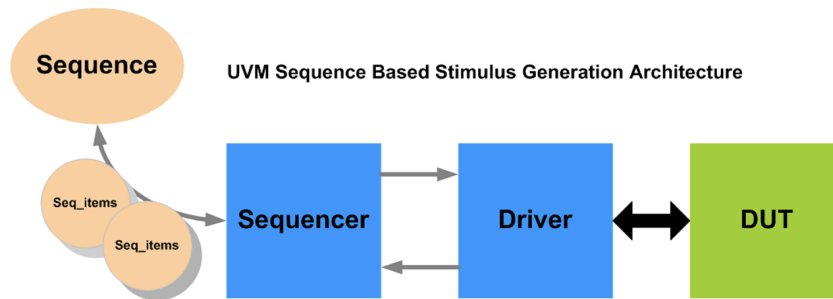 Sequence
UVM Sequence Based Stimulus Generation Architecture
Seq_items
Seq_items
Sequencer
Driver
DUT